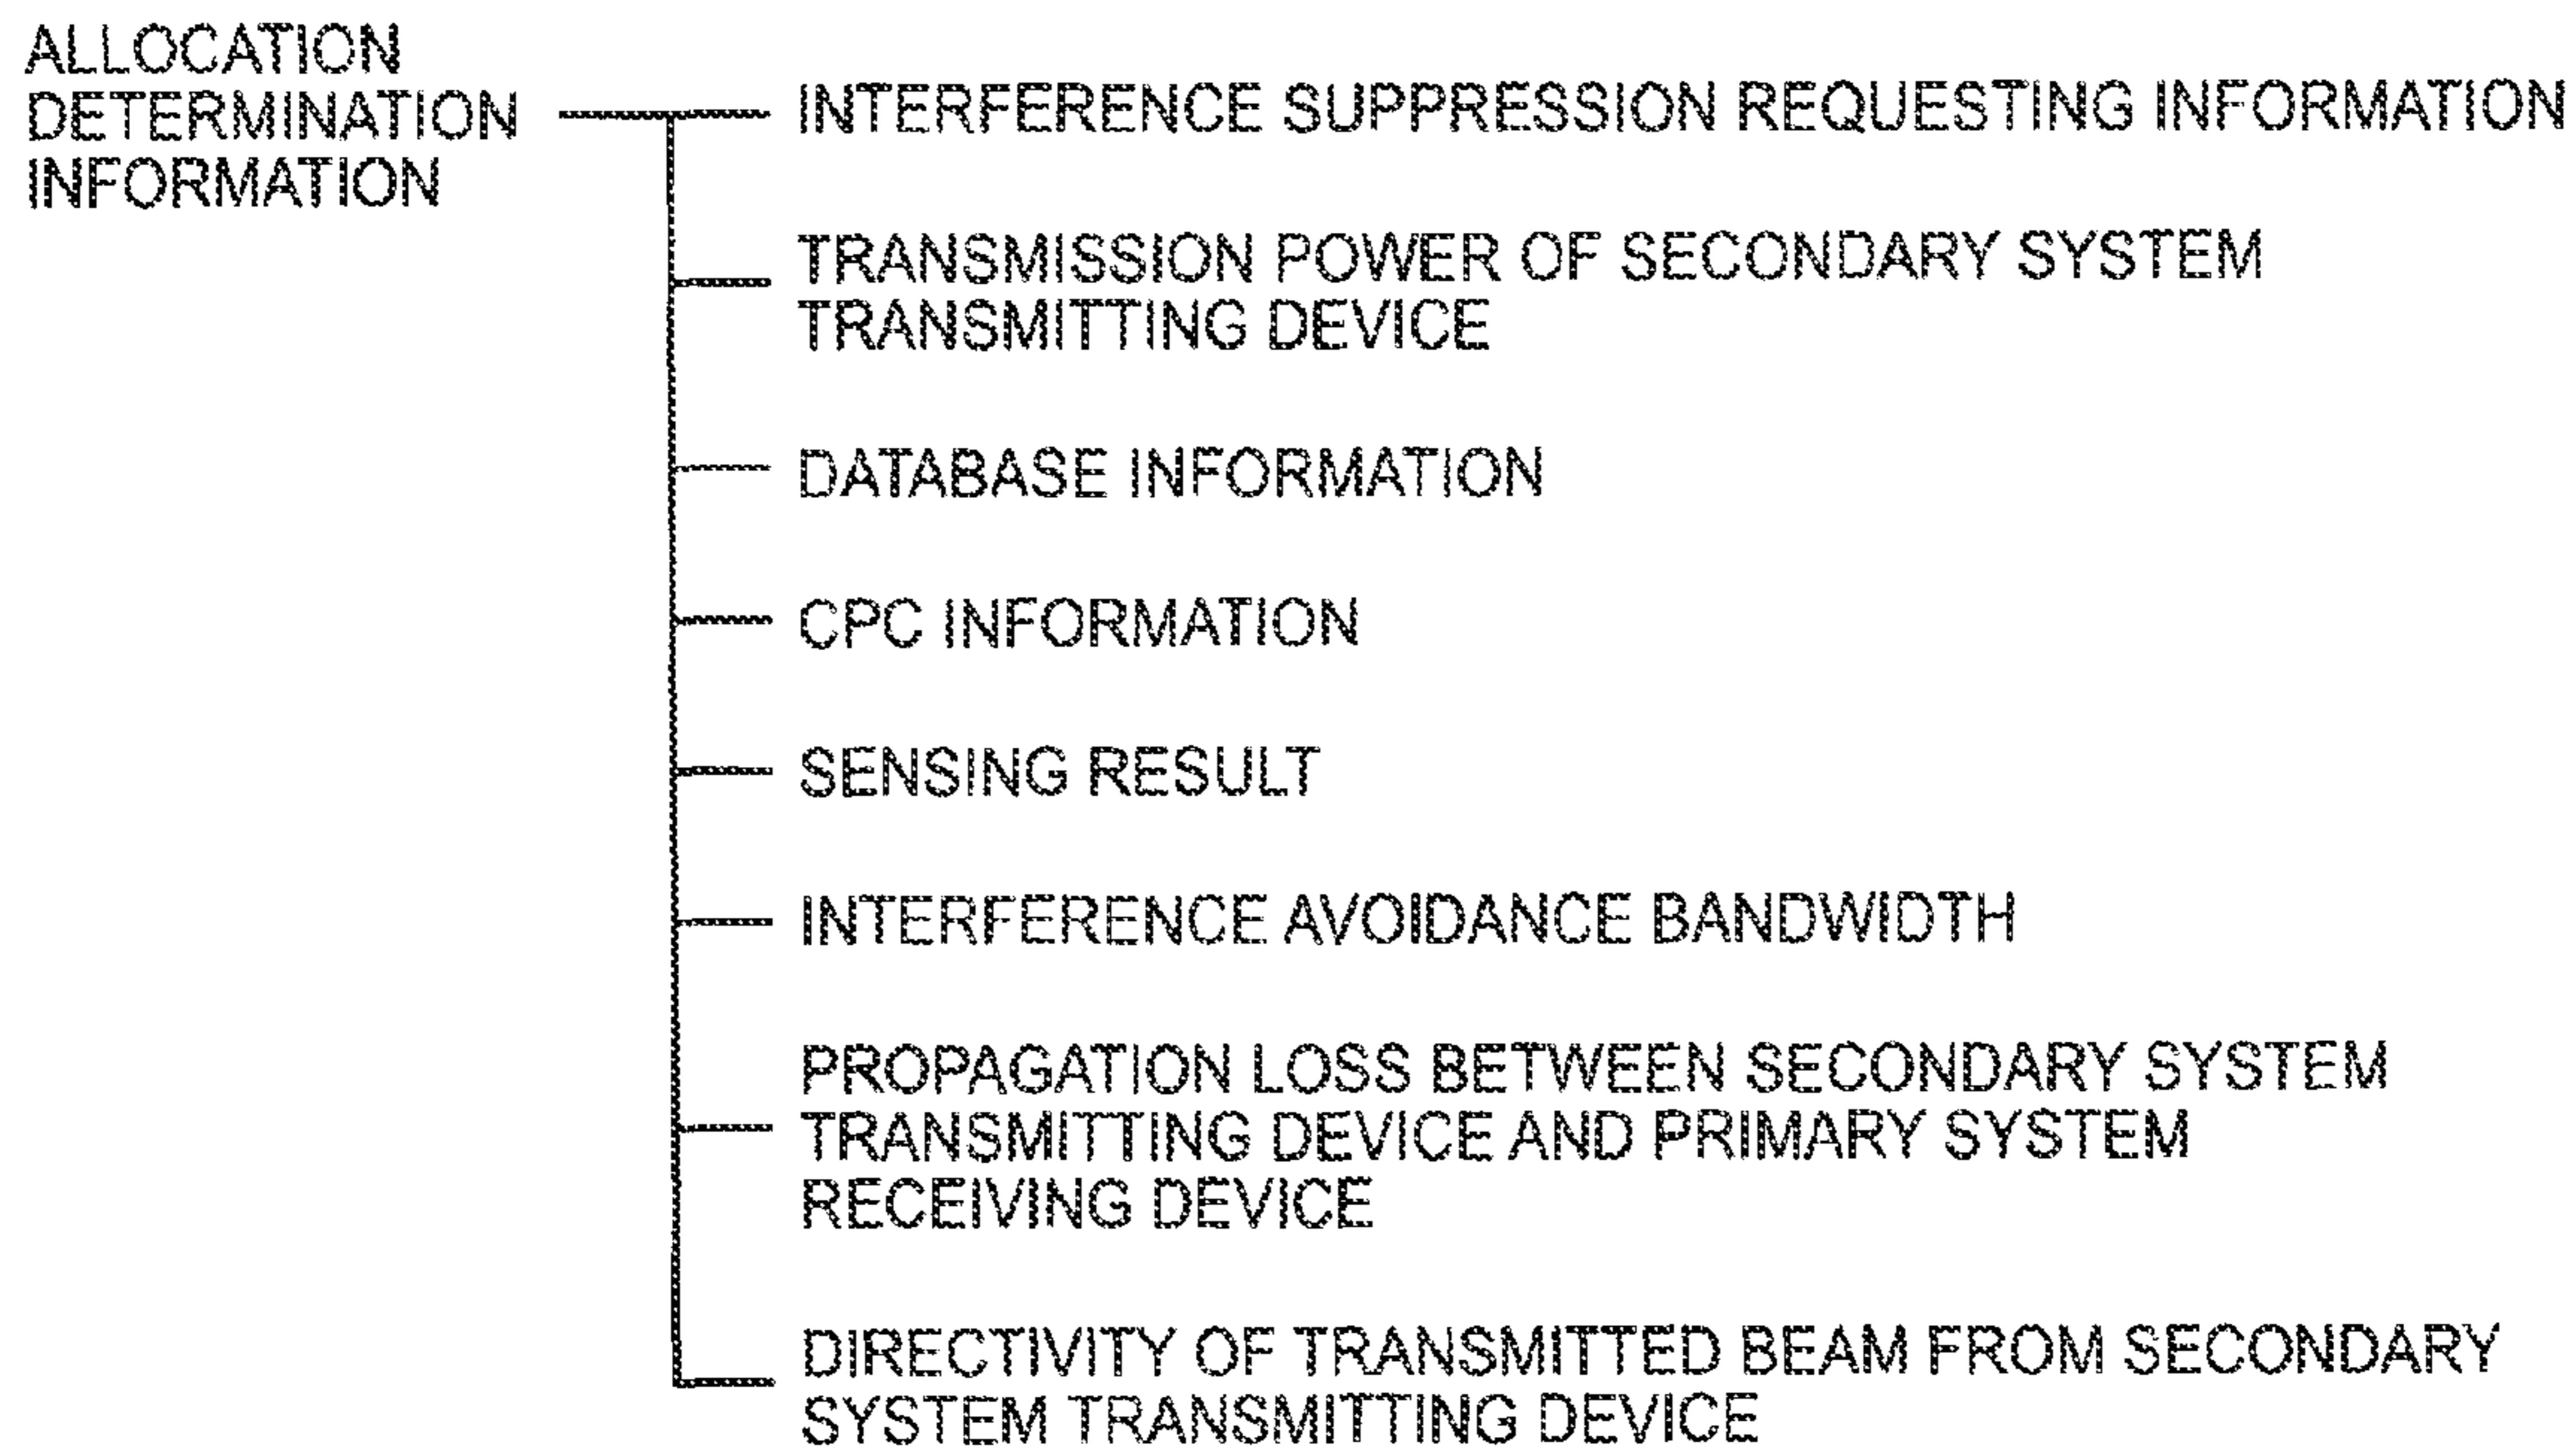 ALLOCATION
DETERMINATION
INFORMATION
INTERFERENCE SUPPRESSION REQUESTING INFORMATION
TRANSMISSION POWER OF SECONDARY SYSTEM
TRANSMITTING DEVICE
DATABASE INFORMATION
CPC INFORMATION
SENSING RESULT
INTERFERENCE AVOIDANCE BANDWIDTH
PROPAGATION LOSS BETWEEN SECONDARY SYSTEM
TRANSMITTING DEVICE AND PRIMARY SYSTEM
RECEIVING DEVICE
DIRECTIVITY OF TRANSMITTED BEAM FROM SECONDARY
SYSTEM TRANSMITTING DEVICE